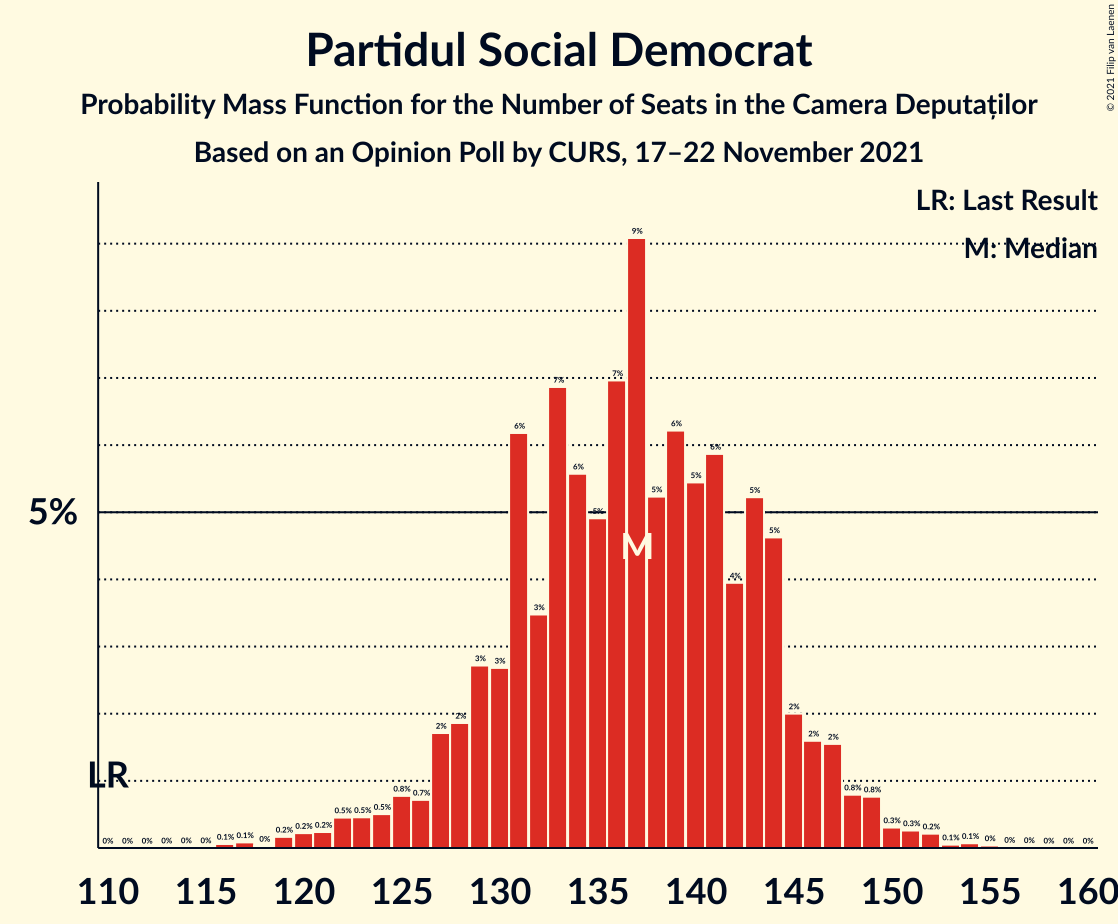 Partidul Social Democrat
Probability Mass Function for the Number of Seats in the Camera Deputaților
Based on an Opinion Poll by CURS, 17–22 November 2021
© 2021 Filip van Laenen
LR: Last Result
M: Median
5%
LR
M
0% 0% 0% 0% 0% 0% 0.1% 0.1% 0% 0.2% 0.2% 0.2% 0.5% 0.5% 0.5% 0.8% 0.7% 2% 2% 3% 3% 6% 3% 7% 6% 5% 7% 9% 5% 6% 5% 6% 4% 5% 5% 2% 2% 2% 0.8% 0.8% 0.3% 0.3% 0.2% 0.1% 0.1% 0% 0% 0% 0% 0% 0%
110 115 120 125 130 135 140 145 150 155 160